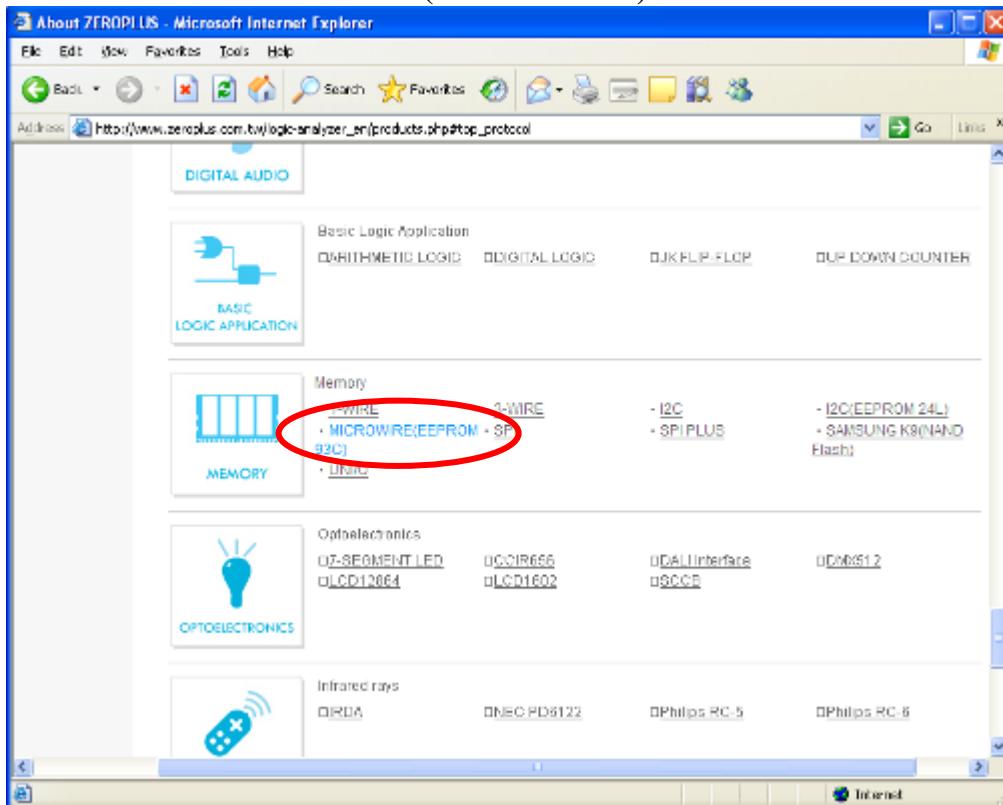 About ZEROPLUS - Microsoft Internet Explorer
File Edit View Favorites Tools Help
Back Search Favorites
Address http://www.zeroplus.com.tw/logic-analyzer_en/products.php#top_protocol Go Links
DIGITAL AUDIO
Basic Logic Application
□ARITHMETIC LOGIC □DIGITAL LOGIC □JK FLIP-FLOP □UP DOWN COUNTER
BASIC
LOGIC APPLICATION
Memory
- 3-WIRE - I2C - I2C(EEPROM 24L)
- MICROWIRE(EEPROM - SPI PLUS - SAMSUNG K9(NAND
93C) Flash)
- UNI/O
MEMORY
Optoelectronics
□7-SEGMENT LED □CCIR656 □DALI Interface □DMX512
□LCD12864 □LCD1602 □SCCB
OPTOELECTRONICS
Infrared rays
□IRDA □NEC PD6122 □Philips RC-5 □Philips RC-6
Internet